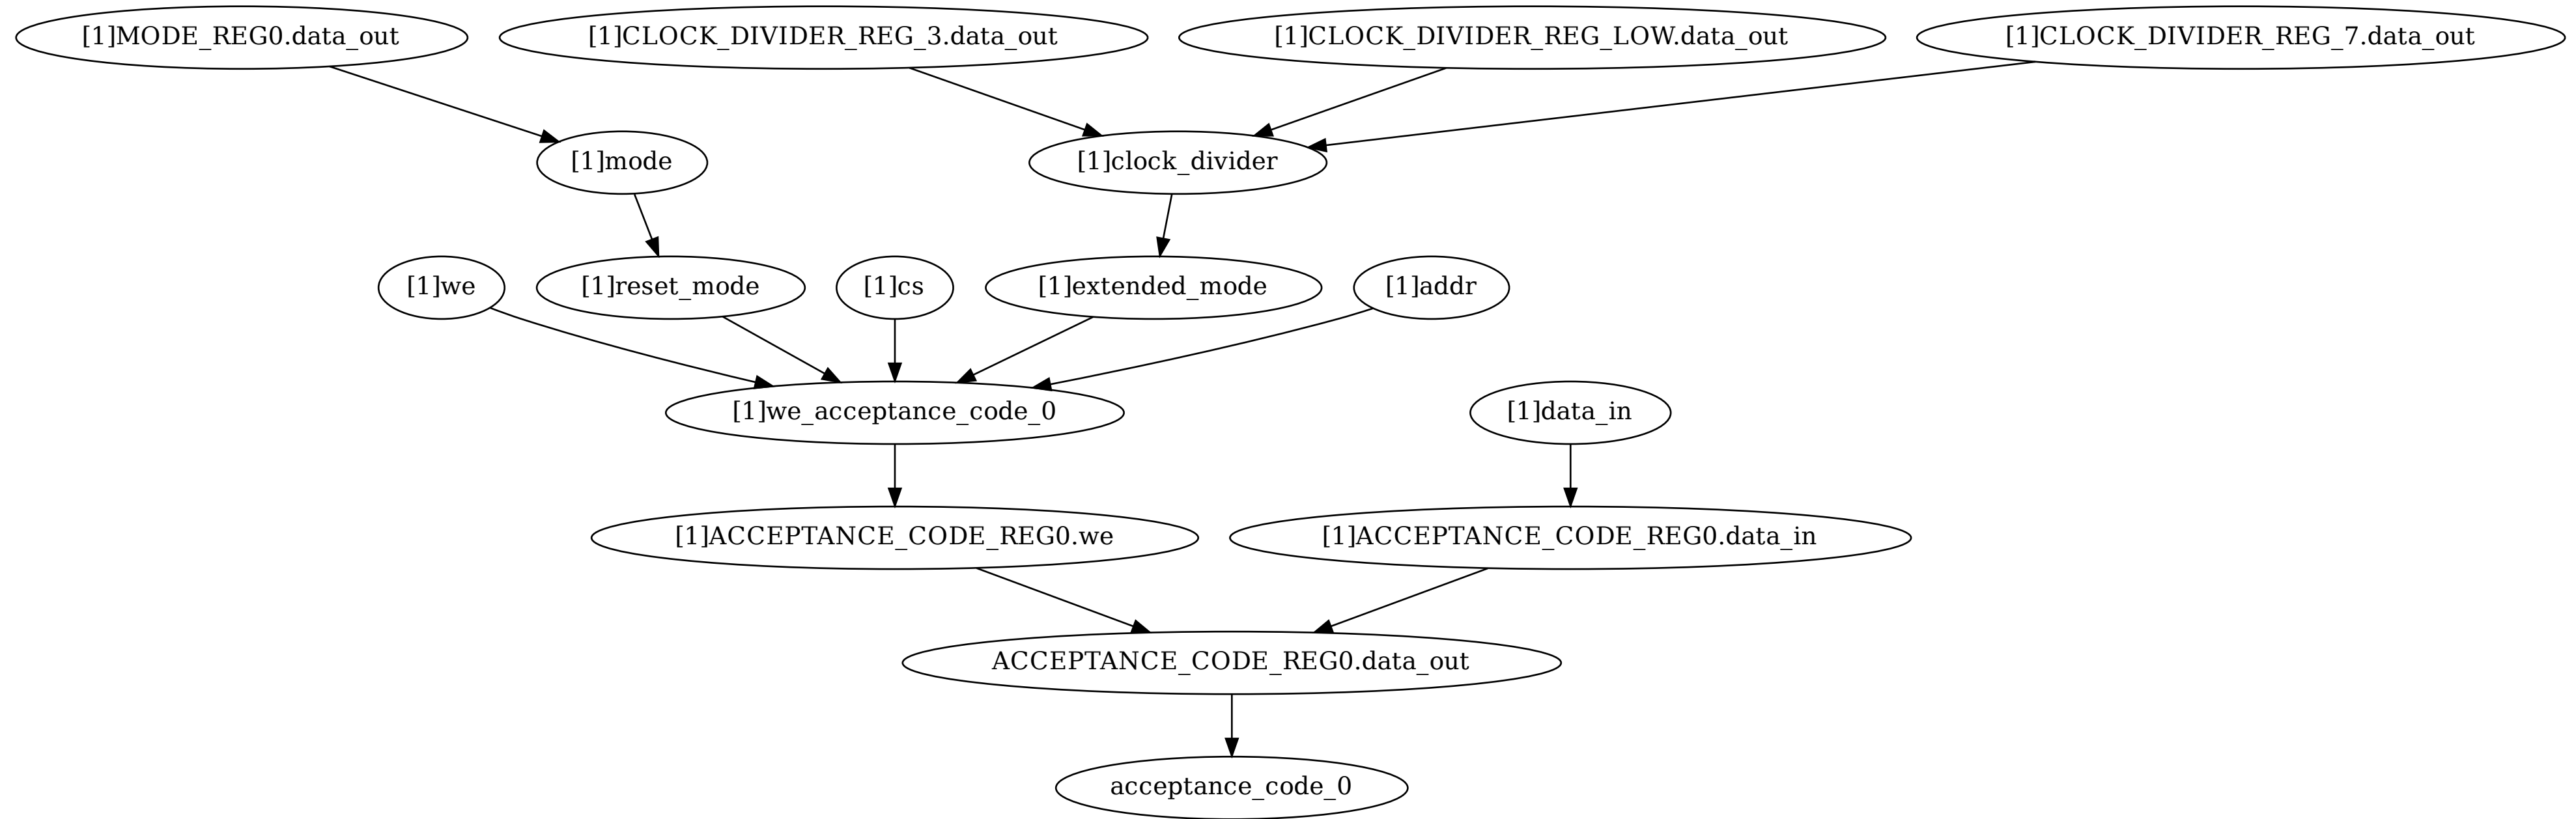 [1]MODE_REG0.data_out
[1]CLOCK_DIVIDER_REG_3.data_out
[1]CLOCK_DIVIDER_REG_LOW.data_out
[1]CLOCK_DIVIDER_REG_7.data_out
[1]mode
[1]clock_divider
[1]we
[1]reset_mode
[1]cs
[1]extended_mode
[1]addr
[1]we_acceptance_code_0
[1]data_in
[1]ACCEPTANCE_CODE_REG0.we
[1]ACCEPTANCE_CODE_REG0.data_in
ACCEPTANCE_CODE_REG0.data_out
acceptance_code_0